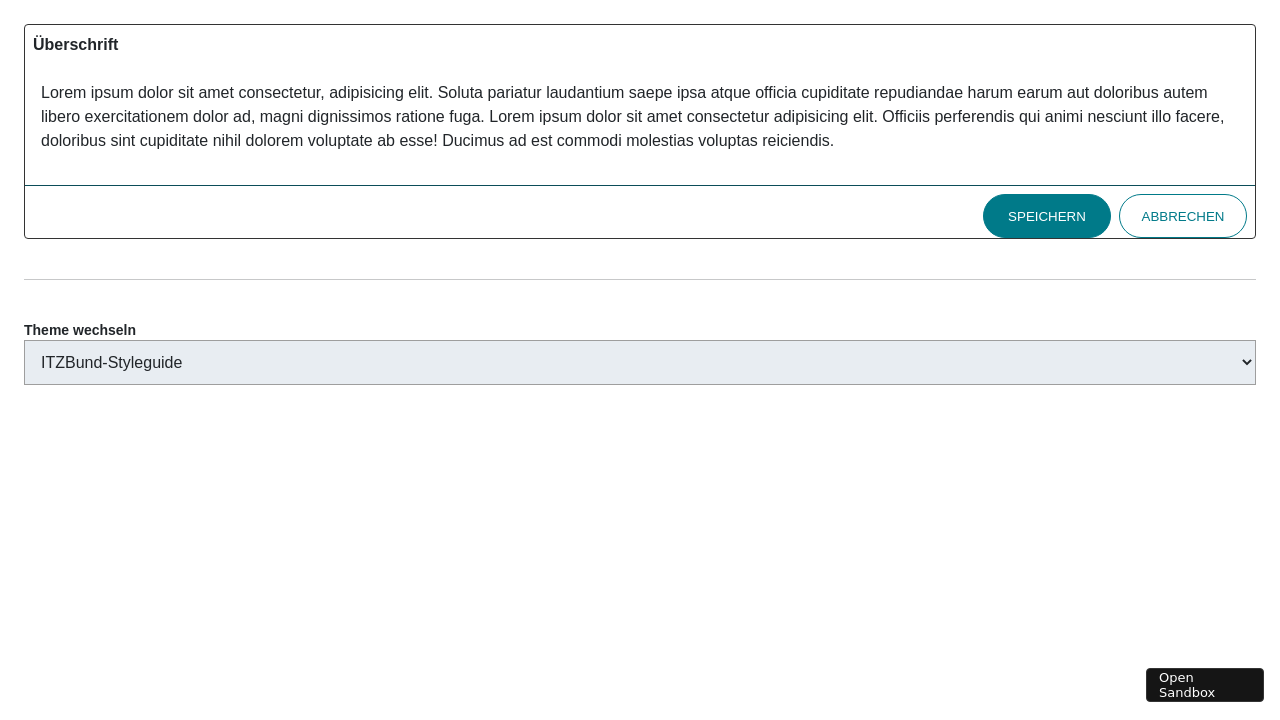 Überschrift
Lorem ipsum dolor sit amet consectetur, adipisicing elit. Soluta pariatur laudantium saepe ipsa atque officia cupiditate repudiandae harum earum aut doloribus autem
libero exercitationem dolor ad, magni dignissimos ratione fuga. Lorem ipsum dolor sit amet consectetur adipisicing elit. Officiis perferendis qui animi nesciunt illo facere,
doloribus sint cupiditate nihil dolorem voluptate ab esse! Ducimus ad est commodi molestias voluptas reiciendis.
SPEICHERN ABBRECHEN
Theme wechseln
ITZBund-Styleguide
Open
Sandbox